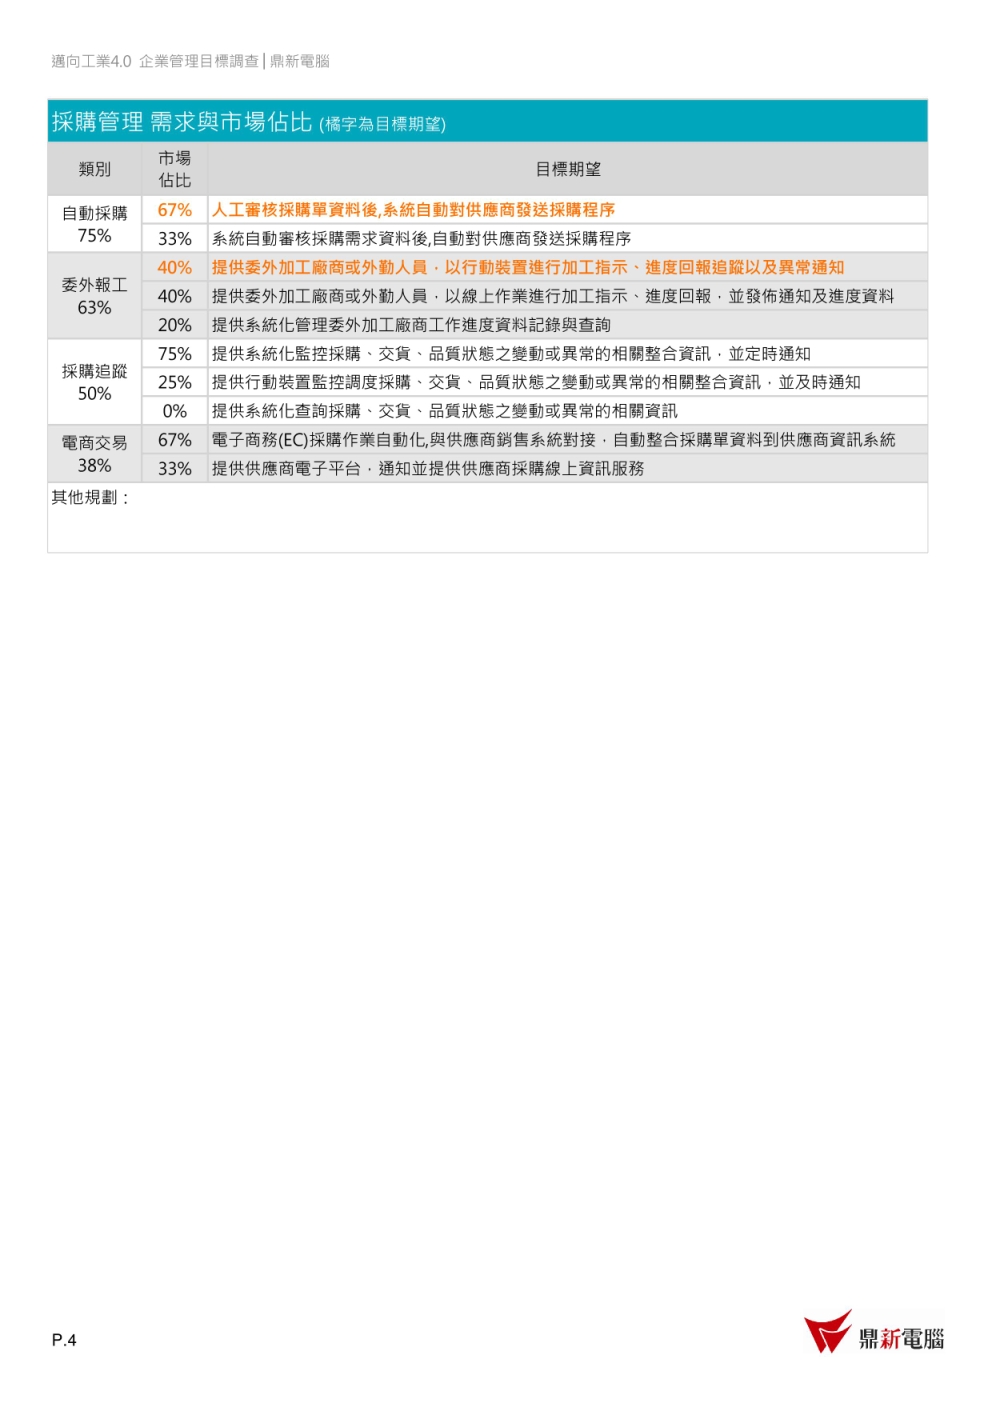 邁向工業4.0 企業管理目標調查│鼎新電腦
採購管理 需求與市場佔比 (橘字為目標期望)
類別 市場佔比 目標期望
自動採購
75%
67% 人工審核採購單資料後,系統自動對供應商發送採購程序
33% 系統自動審核採購需求資料後,自動對供應商發送採購程序
委外報工
63%
40% 提供委外加工廠商或外勤人員，以行動裝置進行加工指示、進度回報追蹤以及異常通知
40% 提供委外加工廠商或外勤人員，以線上作業進行加工指示、進度回報，並發佈通知及進度資料
20% 提供系統化管理委外加工廠商工作進度資料記錄與查詢
採購追蹤
50%
75% 提供系統化監控採購、交貨、品質狀態之變動或異常的相關整合資訊，並定時通知
25% 提供行動裝置監控調度採購、交貨、品質狀態之變動或異常的相關整合資訊，並及時通知
0% 提供系統化查詢採購、交貨、品質狀態之變動或異常的相關資訊
電商交易
38%
67% 電子商務(EC)採購作業自動化,與供應商銷售系統對接，自動整合採購單資料到供應商資訊系統
33% 提供供應商電子平台，通知並提供供應商採購線上資訊服務
其他規劃：
P.4
鼎新電腦